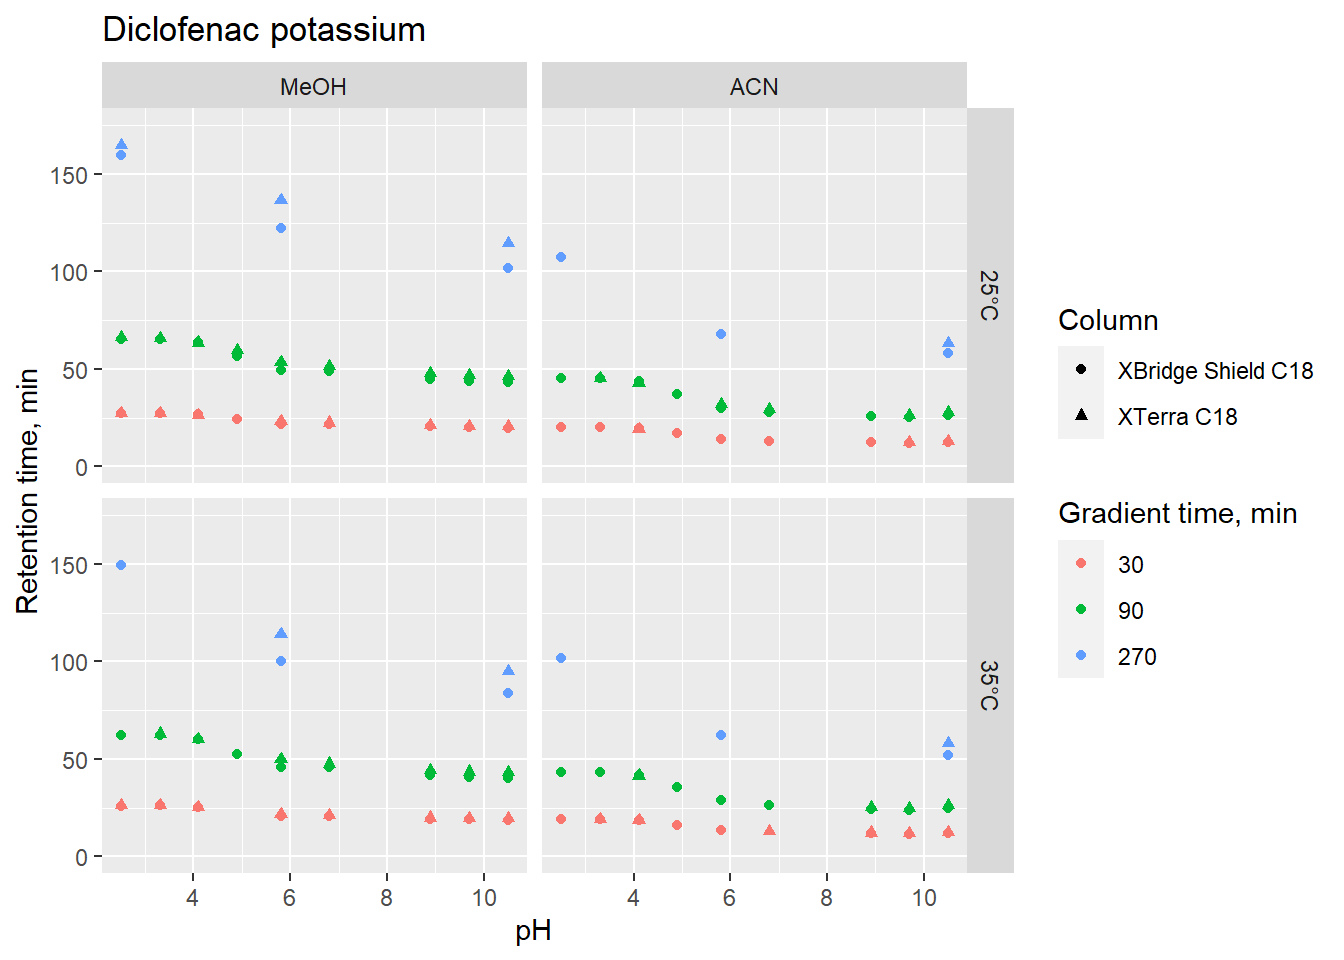 Diclofenac potassium
MeOH
ACN
150
100
50
0
25°C
150
100
50
0
35°C
4
6
8
10
4
6
8
10
pH
Retention time, min
Column
XBridge Shield C18
XTerra C18
Gradient time, min
30
90
270